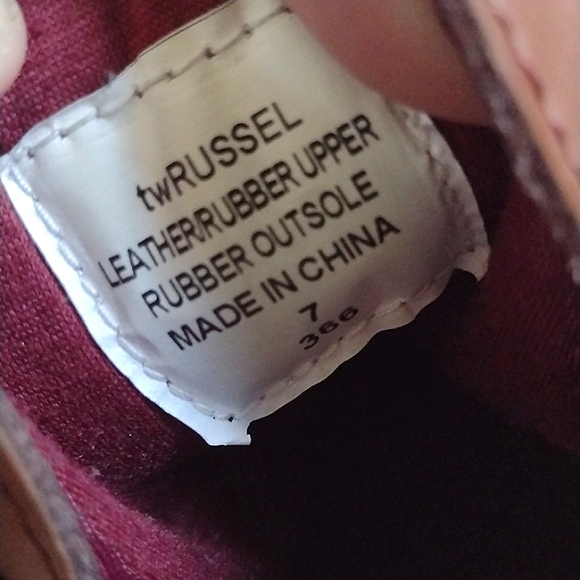 twRUSSEL
LEATHER/RUBBER UPPER
RUBBER OUTSOLE
MADE IN CHINA
7
366